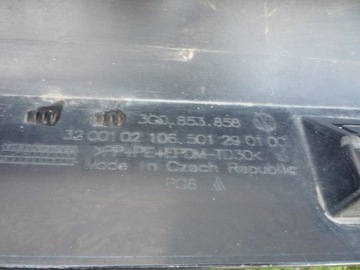 3G0.853.858
32 001 02 106 501 29 01 00
>PP+PE+EPDM-TD30<
Made in Czech Republic
PG6